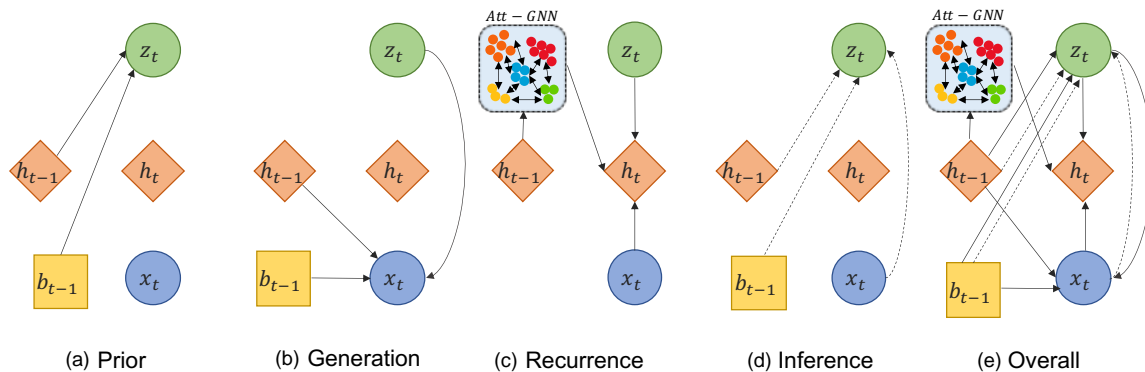 Att − GNN
Att − GNN
z_t
z_t
z_t
z_t
z_t
h_{t−1}
h_t
h_{t−1}
h_t
h_{t−1}
h_t
h_{t−1}
h_t
h_{t−1}
h_t
b_{t−1}
x_t
b_{t−1}
x_t
x_t
b_{t−1}
x_t
b_{t−1}
x_t
(a) Prior
(b) Generation
(c) Recurrence
(d) Inference
(e) Overall